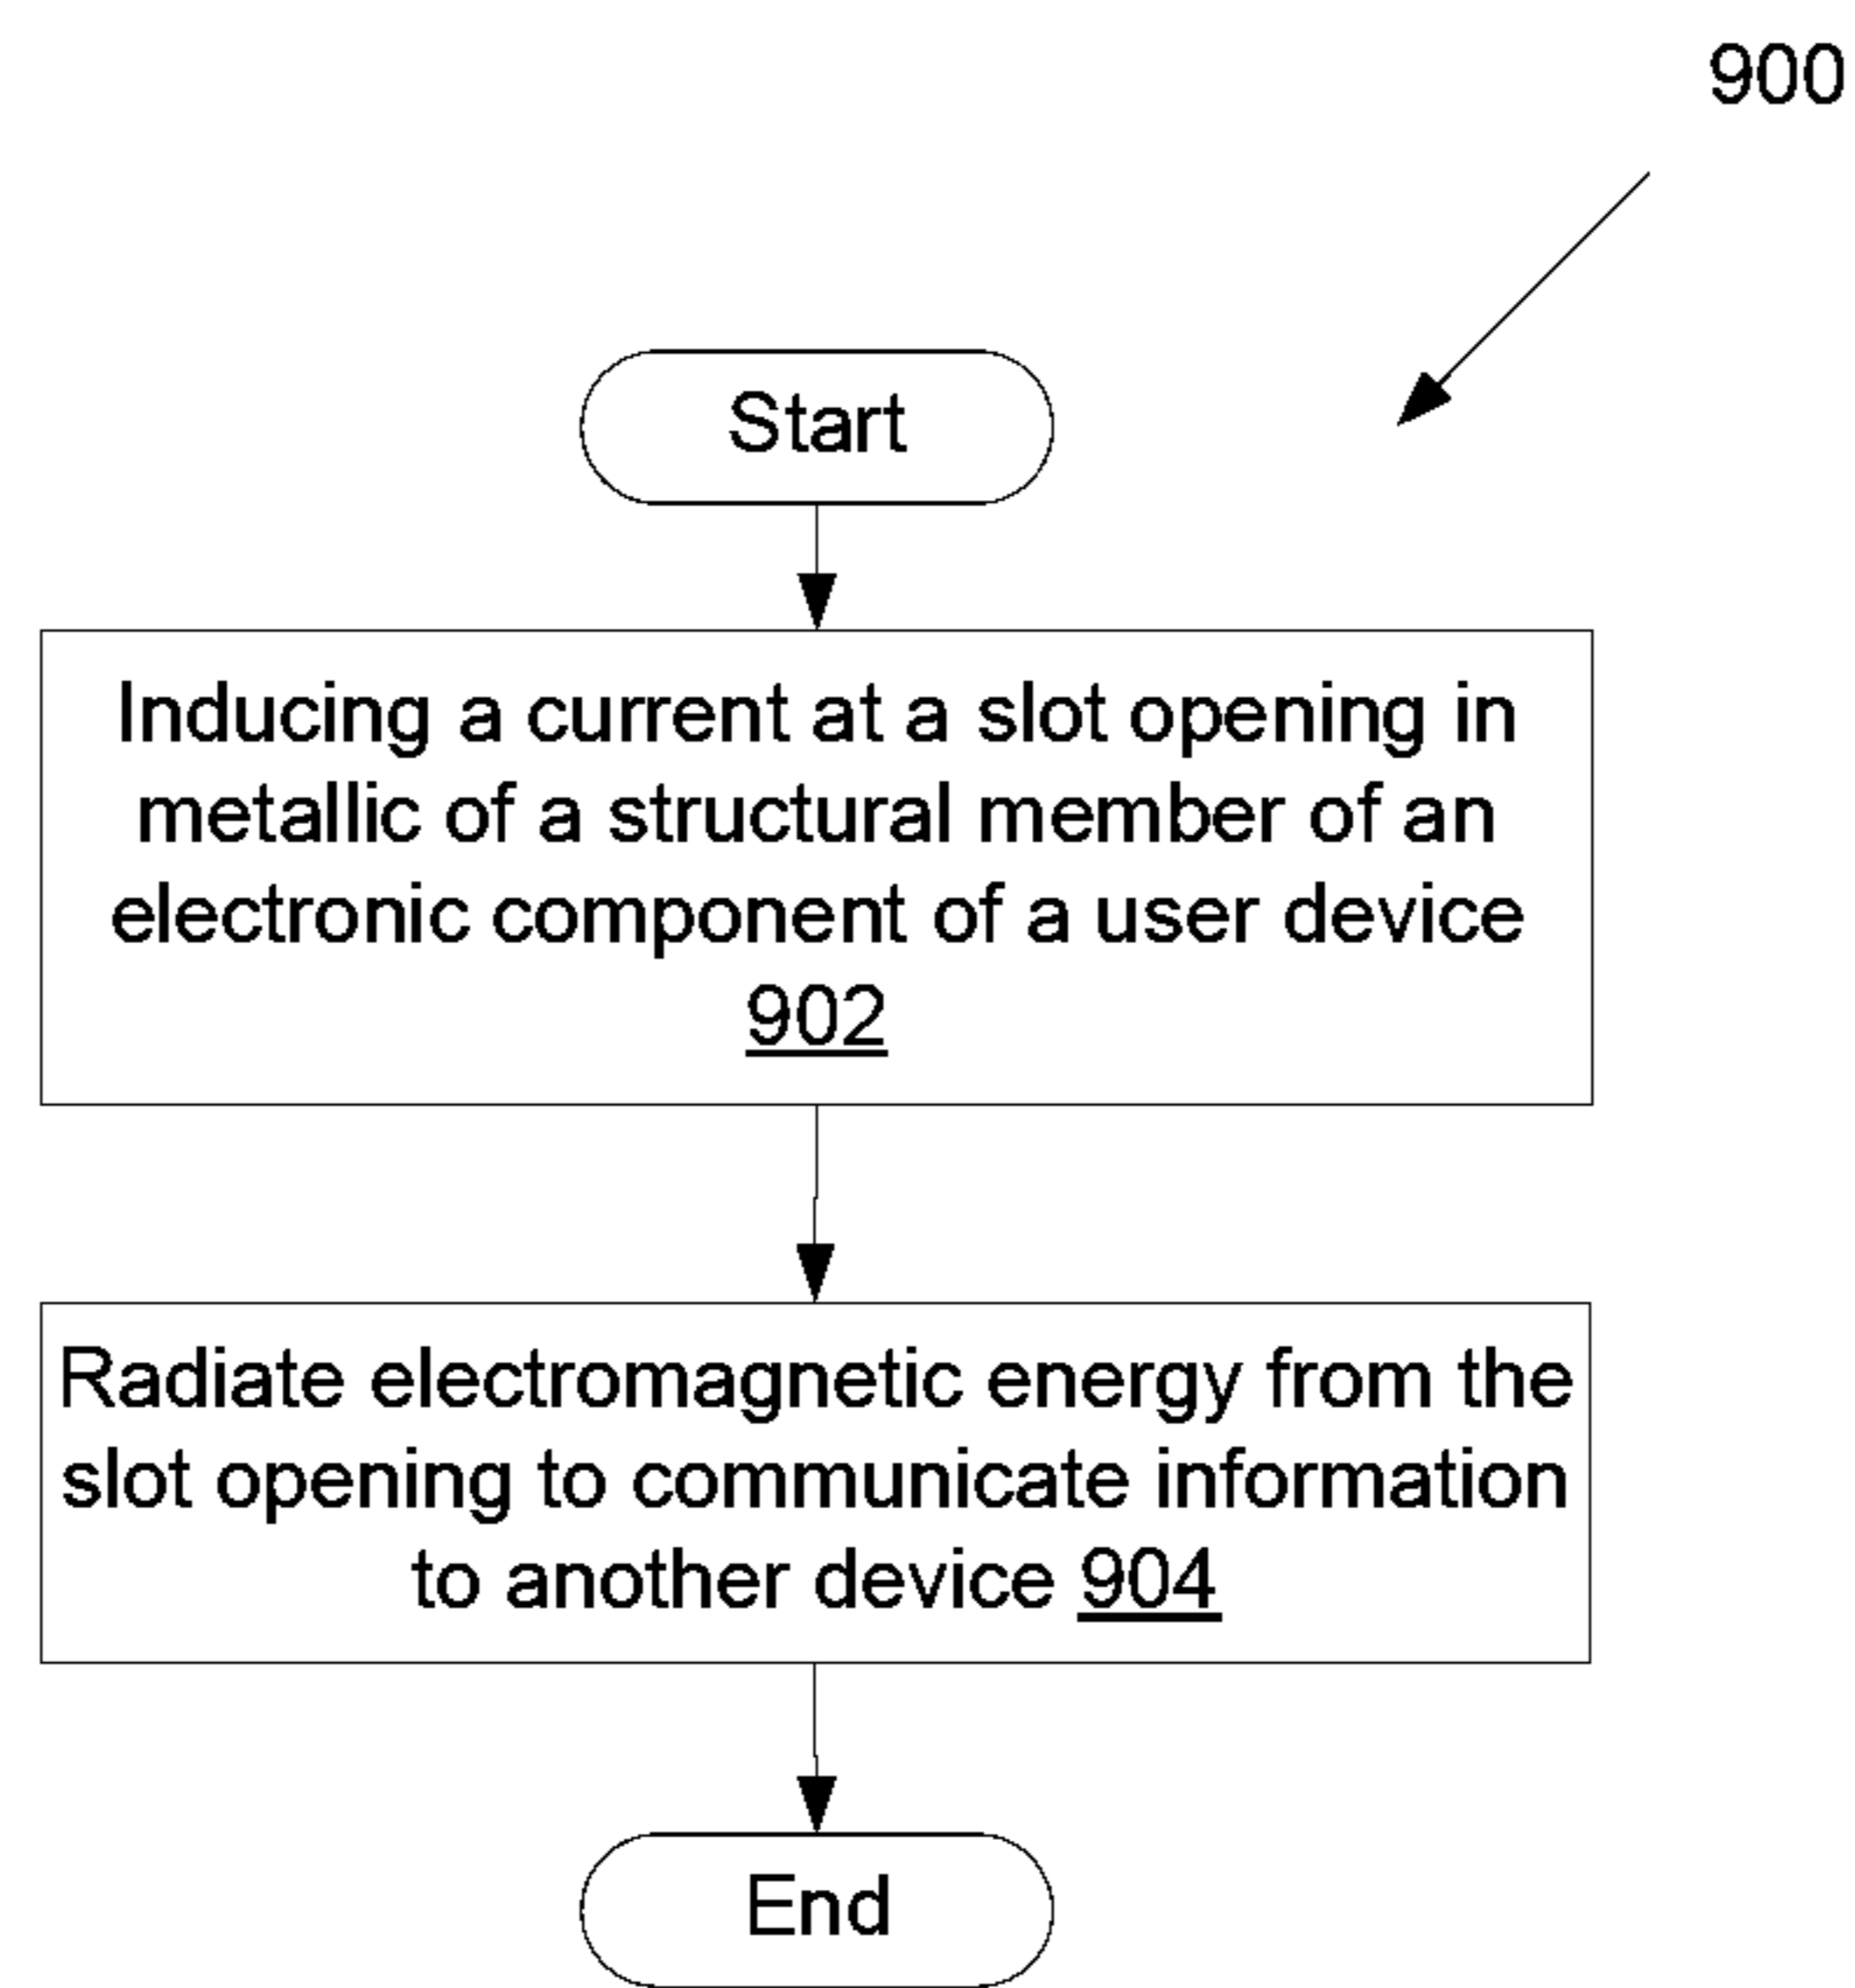 900
Start
Inducing a current at a slot opening in
metallic of a structural member of an
electronic component of a user device
902
Radiate electromagnetic energy from the
slot opening to communicate information
to another device 904
End